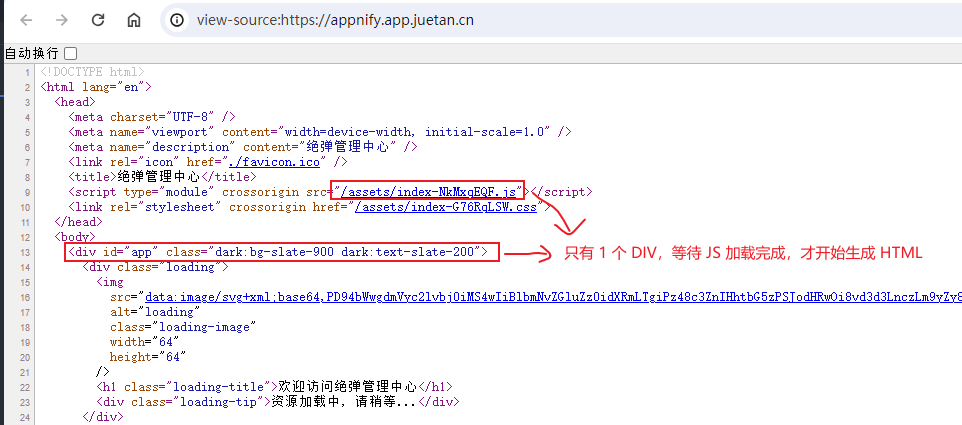 view-source:https://appnify.app.juetan.cn
自动换行
1 <!DOCTYPE html>
2 <html lang="en">
3 <head>
4 <meta charset="UTF-8" />
5 <meta name="viewport" content="width=device-width, initial-scale=1.0" />
6 <meta name="description" content="绝弹管理中心" />
7 <link rel="icon" href="./favicon.ico" />
8 <title>绝弹管理中心</title>
9 <script type="module" crossorigin src="/assets/index-NkMxqEQF.js"></script>
10 <link rel="stylesheet" crossorigin href="/assets/index-G76RqLSW.css">
11 </head>
12 <body>
13 <div id="app" class="dark:bg-slate-900 dark:text-slate-200">
只有 1 个 DIV，等待 JS 加载完成，才开始生成 HTML
14 <div class="loading">
15 <img
16 src="data:image/svg+xml;base64,
17 alt="loading"
18 class="loading-image"
19 width="64"
20 height="64"
21 />
22 <h1 class="loading-title">欢迎访问绝弹管理中心</h1>
23 <div class="loading-tip">资源加载中, 请稍等...</div>
24 </div>